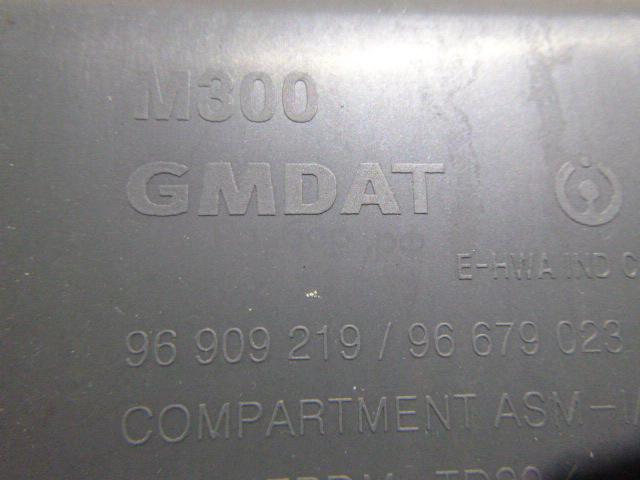 M300
GMDAT
E-HWA IND C
96 909 219 / 96 679 023
COMPARTMENT ASM-I/